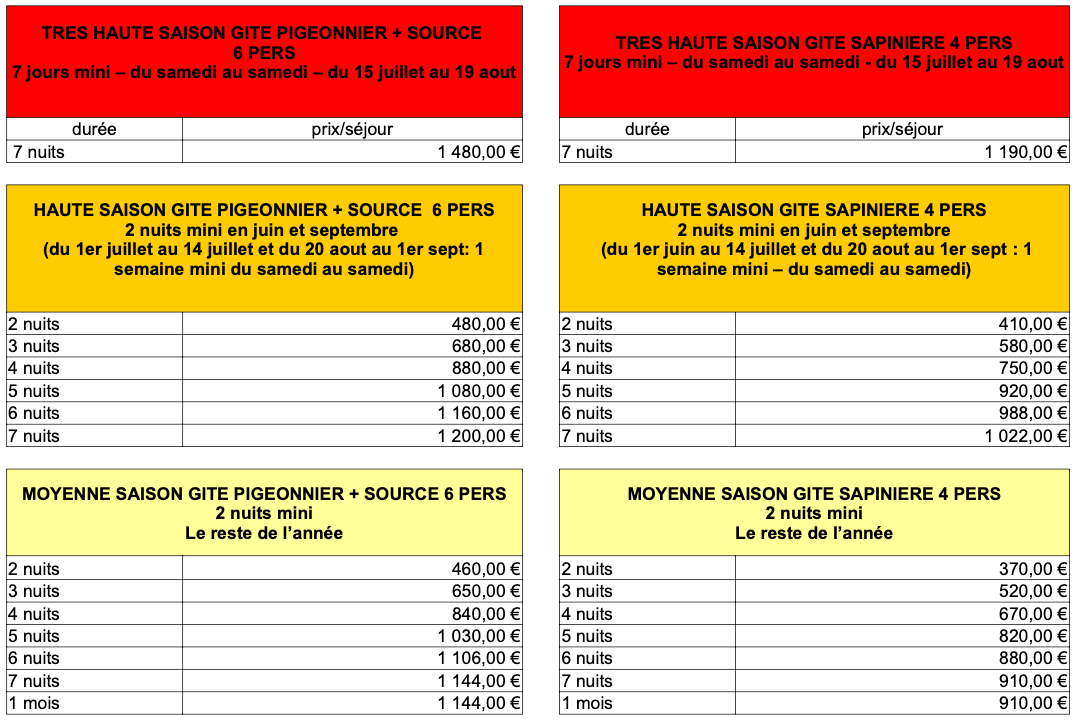 TRES HAUTE SAISON GITE PIGEONNIER + SOURCE
6 PERS
7 jours mini – du samedi au samedi – du 15 juillet au 19 aout
durée prix/séjour
7 nuits 1 480,00 €
TRES HAUTE SAISON GITE SAPINIERE 4 PERS
7 jours mini – du samedi au samedi - du 15 juillet au 19 aout
durée prix/séjour
7 nuits 1 190,00 €
HAUTE SAISON GITE PIGEONNIER + SOURCE 6 PERS
2 nuits mini en juin et septembre
(du 1er juillet au 14 juillet et du 20 aout au 1er sept: 1
semaine mini du samedi au samedi)
2 nuits 480,00 €
3 nuits 680,00 €
4 nuits 880,00 €
5 nuits 1 080,00 €
6 nuits 1 160,00 €
7 nuits 1 200,00 €
HAUTE SAISON GITE SAPINIERE 4 PERS
2 nuits mini en juin et septembre
(du 1er juin au 14 juillet et du 20 aout au 1er sept : 1
semaine mini – du samedi au samedi)
2 nuits 410,00 €
3 nuits 580,00 €
4 nuits 750,00 €
5 nuits 920,00 €
6 nuits 988,00 €
7 nuits 1 022,00 €
MOYENNE SAISON GITE PIGEONNIER + SOURCE 6 PERS
2 nuits mini
Le reste de l’année
2 nuits 460,00 €
3 nuits 650,00 €
4 nuits 840,00 €
5 nuits 1 030,00 €
6 nuits 1 106,00 €
7 nuits 1 144,00 €
1 mois 1 144,00 €
MOYENNE SAISON GITE SAPINIERE 4 PERS
2 nuits mini
Le reste de l’année
2 nuits 370,00 €
3 nuits 520,00 €
4 nuits 670,00 €
5 nuits 820,00 €
6 nuits 880,00 €
7 nuits 910,00 €
1 mois 910,00 €